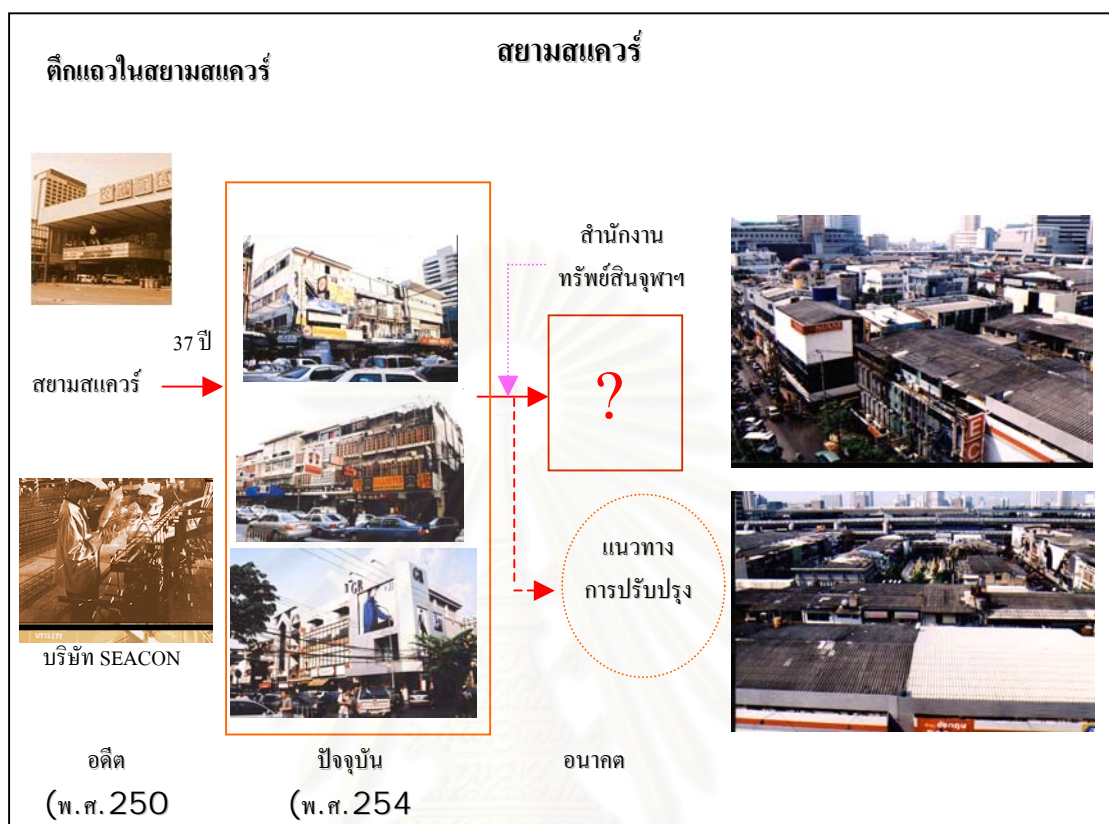 สยามสแควร์
ตึกแถวในสยามสแควร์
สำนักงาน
ทรัพย์สินจุฬาฯ
37 ปี
สยามสแควร์
?
SIAM
E
C
แนวทาง
การปรับปรุง
UTILITY
บริษัท SEACON
อดีต
(พ.ศ.250
ปัจจุบัน
(พ.ศ.254
อนาคต